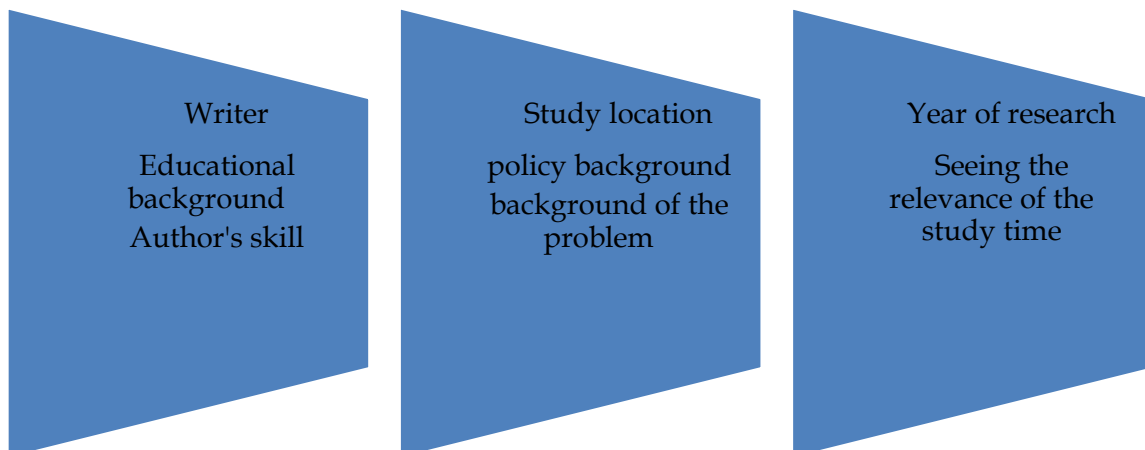 Writer
Educational
background
Author's skill
Study location
policy background
background of the
problem
Year of research
Seeing the
relevance of the
study time